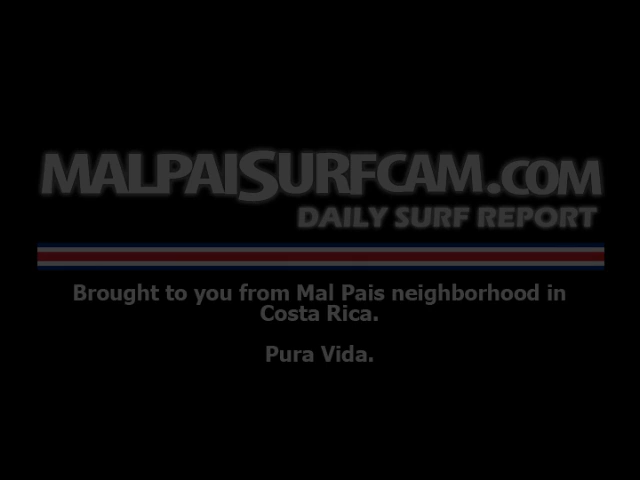 MALPAISURFCAM.COM
DAILY SURF REPORT
Brought to you from Mal Pais neighborhood in
Costa Rica.
Pura Vida.